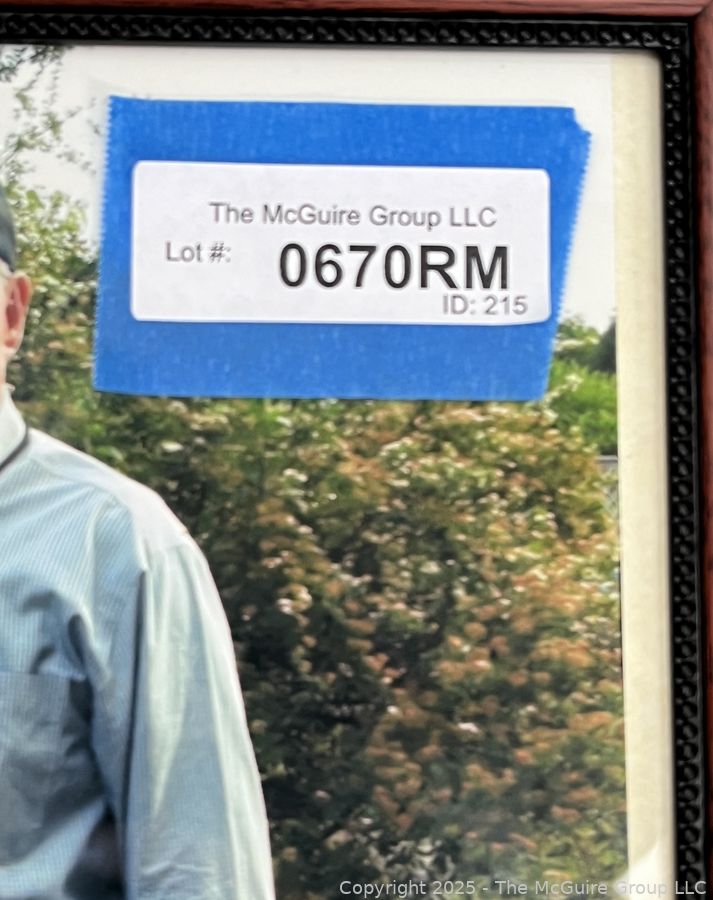 The McGuire Group LLC
Lot #: 0670RM
ID: 215
Copyright 2025 - The McGuire Group LLC